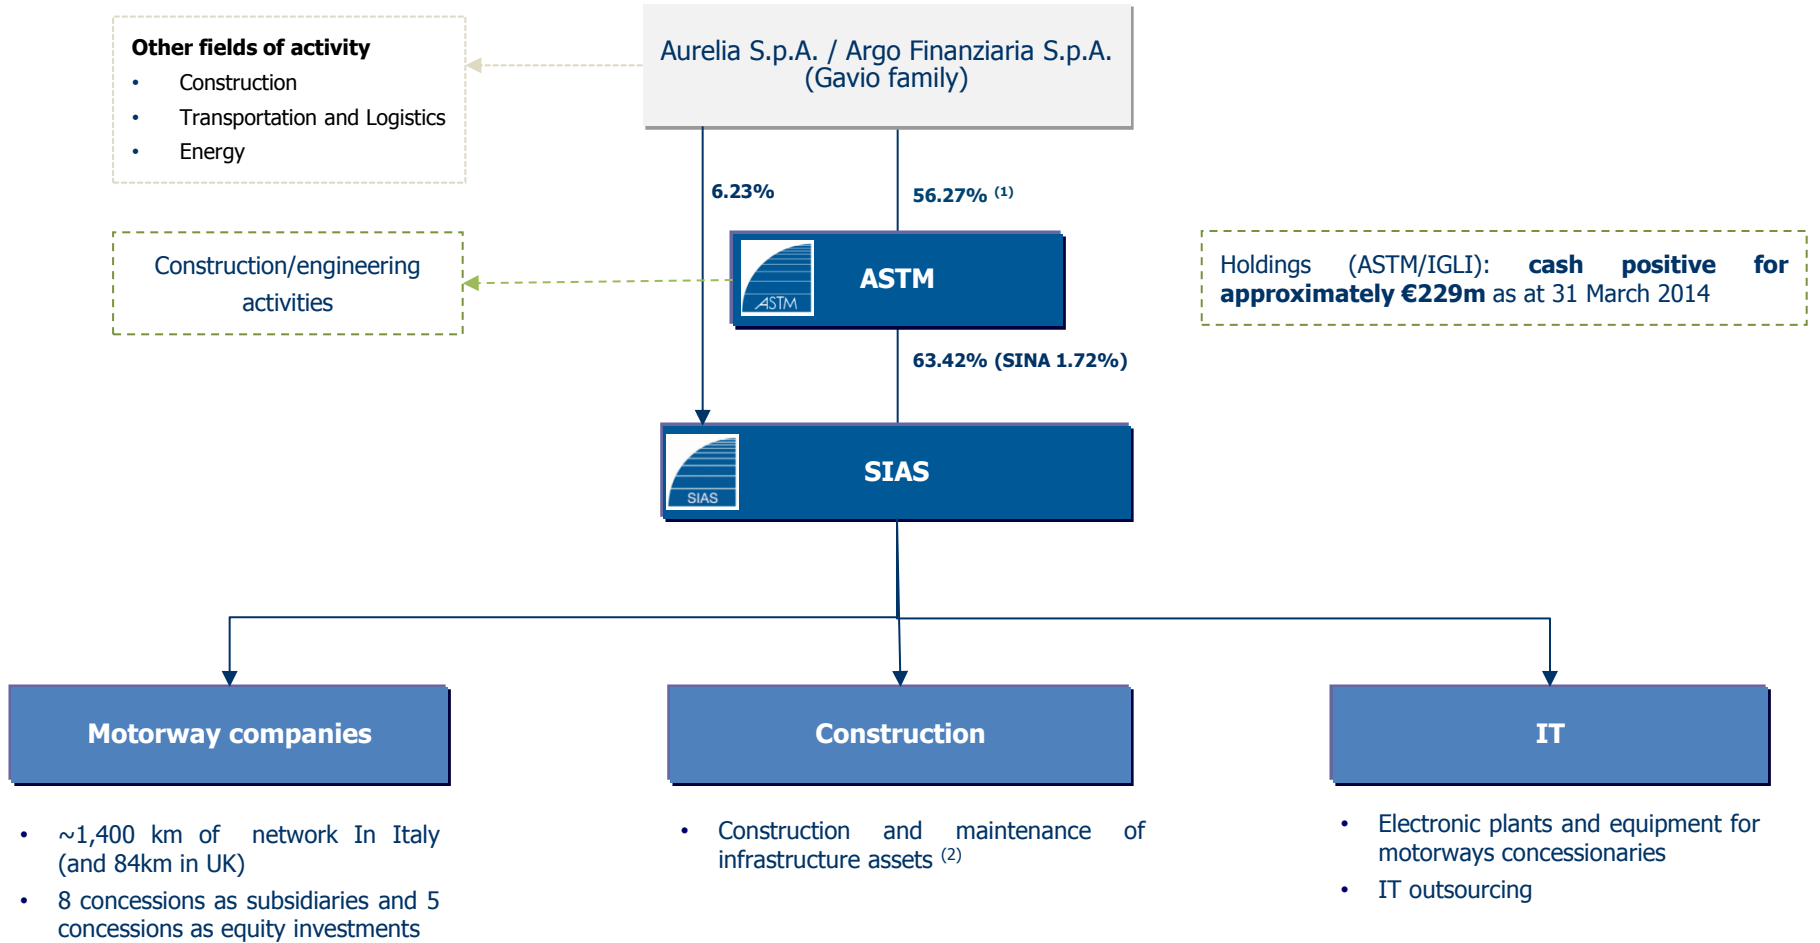 Other fields of activity
• Construction
• Transportation and Logistics
• Energy
Aurelia S.p.A. / Argo Finanziaria S.p.A.
(Gavio family)
6.23%
56.27% (1)
Construction/engineering
activities
ASTM
ASTM
Holdings (ASTM/IGLI): cash positive for
approximately €229m as at 31 March 2014
63.42% (SINA 1.72%)
SIAS
SIAS
Motorway companies
Construction
IT
• ~1,400 km of network In Italy
(and 84km in UK)
• 8 concessions as subsidiaries and 5
concessions as equity investments
• Construction and maintenance of
infrastructure assets (2)
• Electronic plants and equipment for
motorways concessionaries
• IT outsourcing